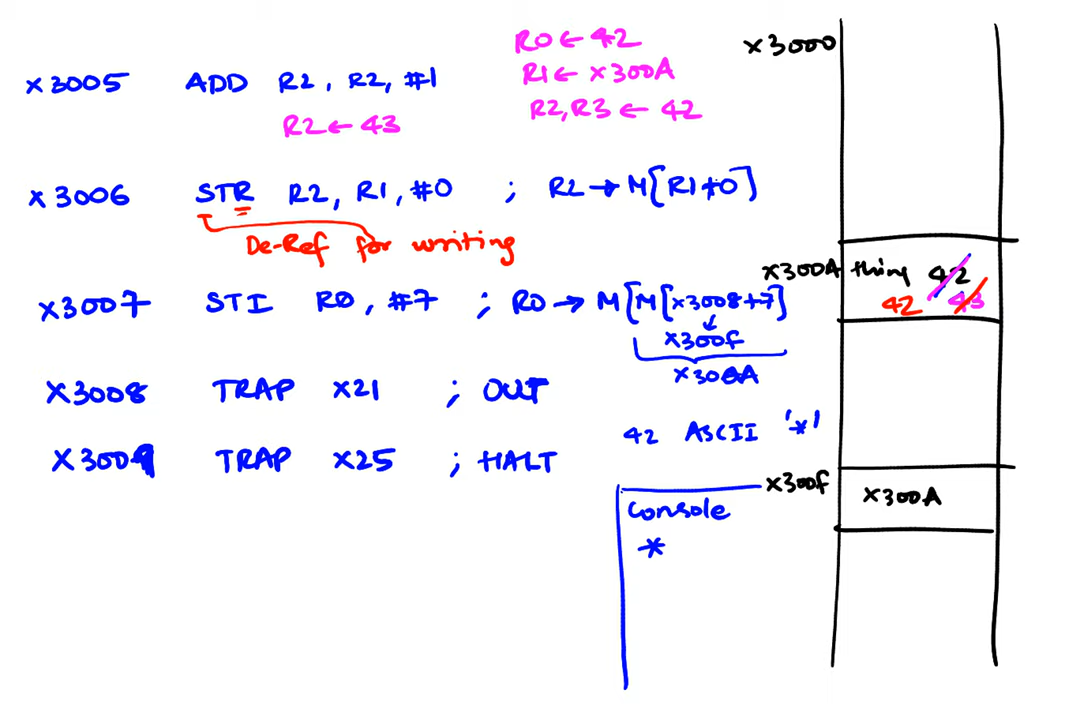 R0 ← 42
x3000
x3005 ADD R2, R2, #1
R1 ← x300A
R2, R3 ← 42
R2 ← 43
x3006 STR R2, R1, #0 ; R2 → M[R1+0]
De-Ref for writing
x300A thing 42
42 43
x3007 STI R0, #7 ; R0 → M[M[x3008+7]
x300f
x300A
x3008 TRAP x21 ; OUT
42 ASCII '*'
x3009 TRAP x25 ; HALT
x300f x300A
Console
*